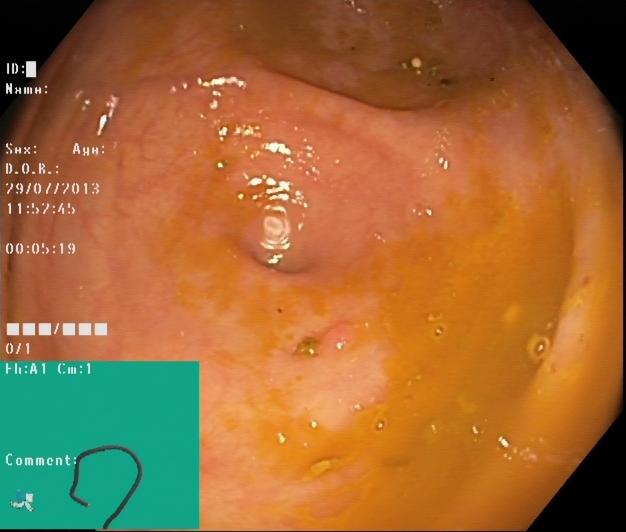 ID:
Name:
Sex: Age:
D.O.B.:
29/07/2013
11:52:45
00:05:19
0/1
Eh:A1 Cm:1
Comment: